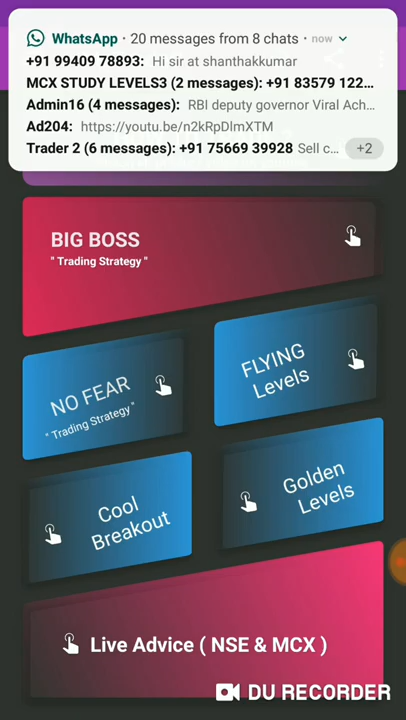 WhatsApp · 20 messages from 8 chats · now
+91 99409 78893: Hi sir at shanthakkumar
MCX STUDY LEVELS3 (2 messages): +91 83579 122...
Admin16 (4 messages): RBI deputy governor Viral Ach...
Ad204: https://youtu.be/n2kRpDlmXTM
Trader 2 (6 messages): +91 75669 39928 Sell c... +2
BIG BOSS
" Trading Strategy "
NO FEAR
" Trading Strategy "
FLYING
Levels
Cool
Breakout
Golden
Levels
Live Advice ( NSE & MCX )
DU RECORDER